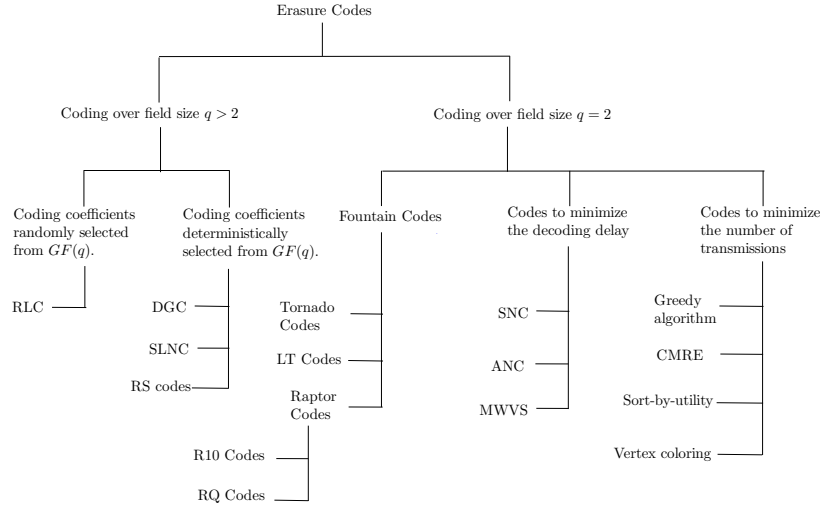 Erasure Codes
Coding over field size q > 2
Coding over field size q = 2
Coding coefficients
randomly selected
from GF(q).
Coding coefficients
deterministically
selected from GF(q).
Fountain Codes
Codes to minimize
the decoding delay
Codes to minimize
the number of
transmissions
RLC
DGC
SLNC
RS codes
Tornado
Codes
LT Codes
Raptor
Codes
R10 Codes
RQ Codes
SNC
ANC
MWVS
Greedy
algorithm
CMRE
Sort-by-utility
Vertex coloring